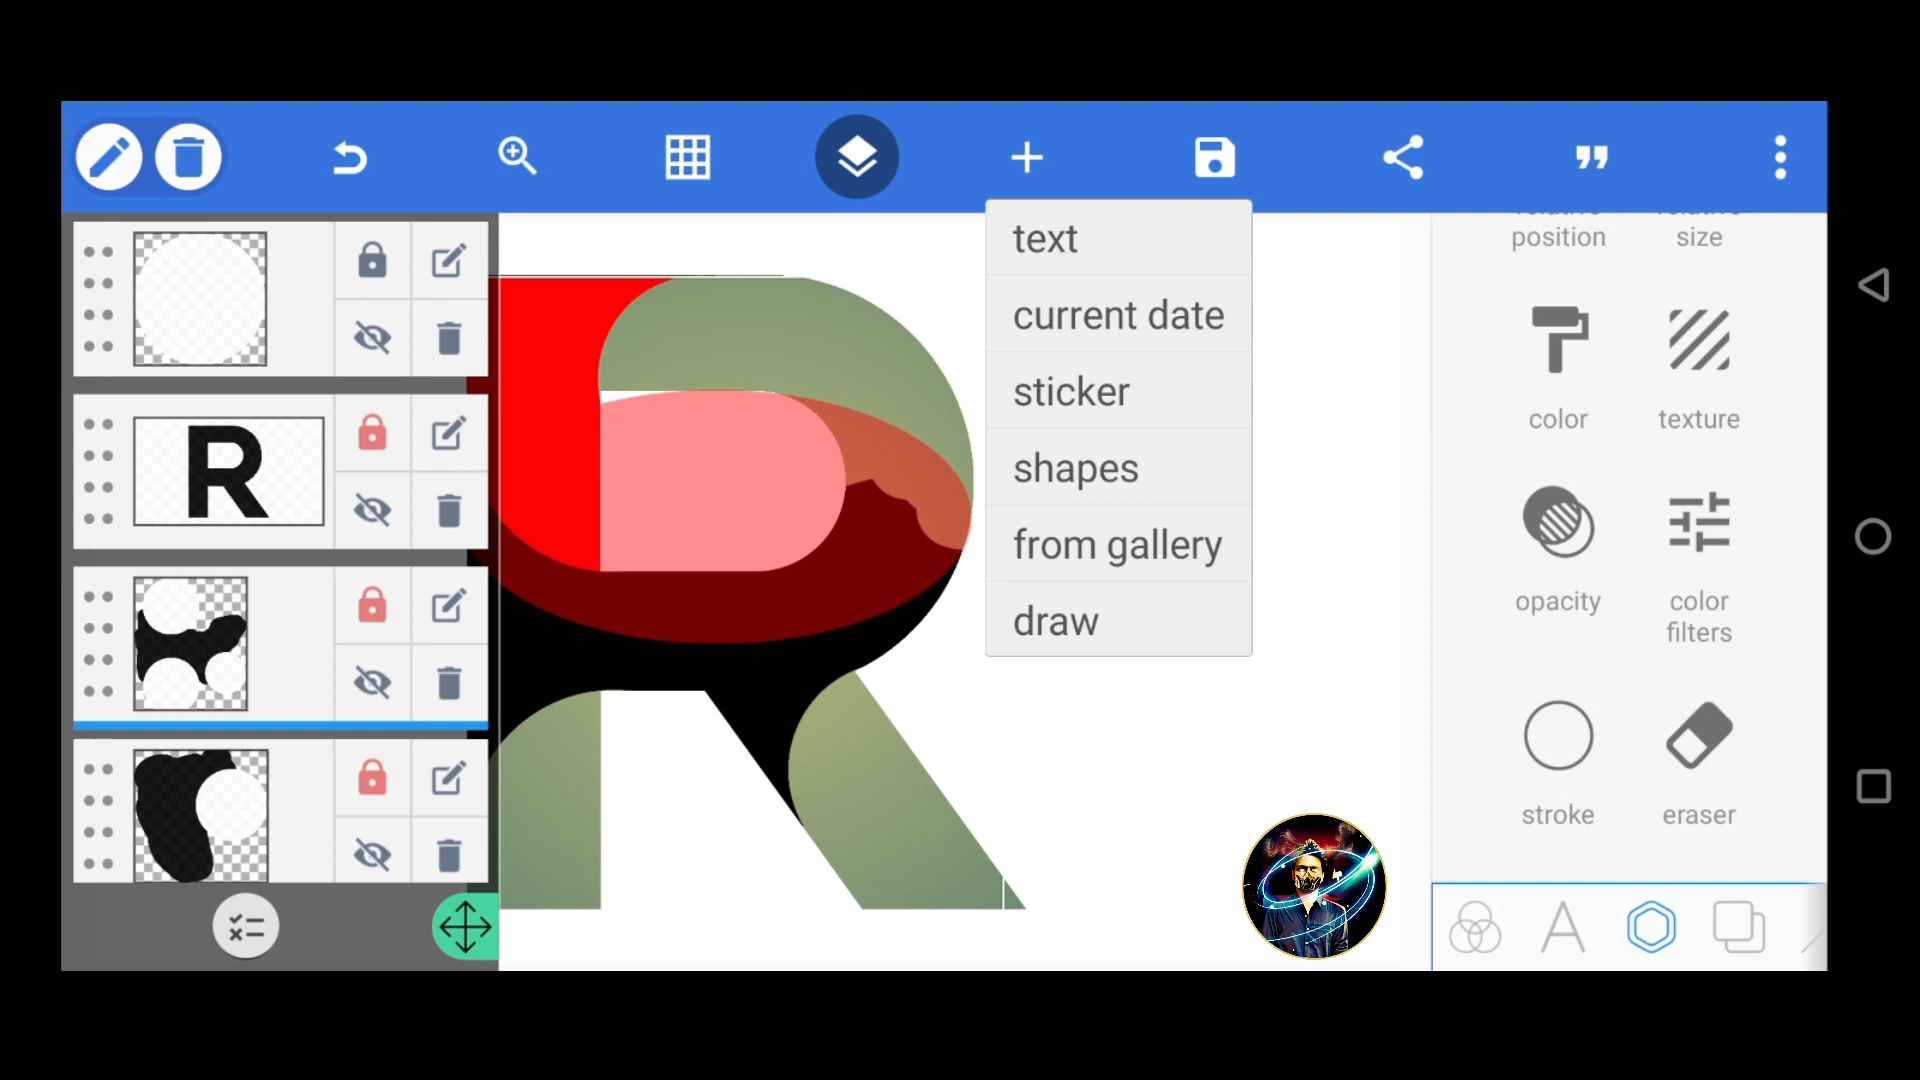 text
current date
sticker
shapes
from gallery
draw
R
position
size
color
texture
opacity
color
filters
stroke
eraser